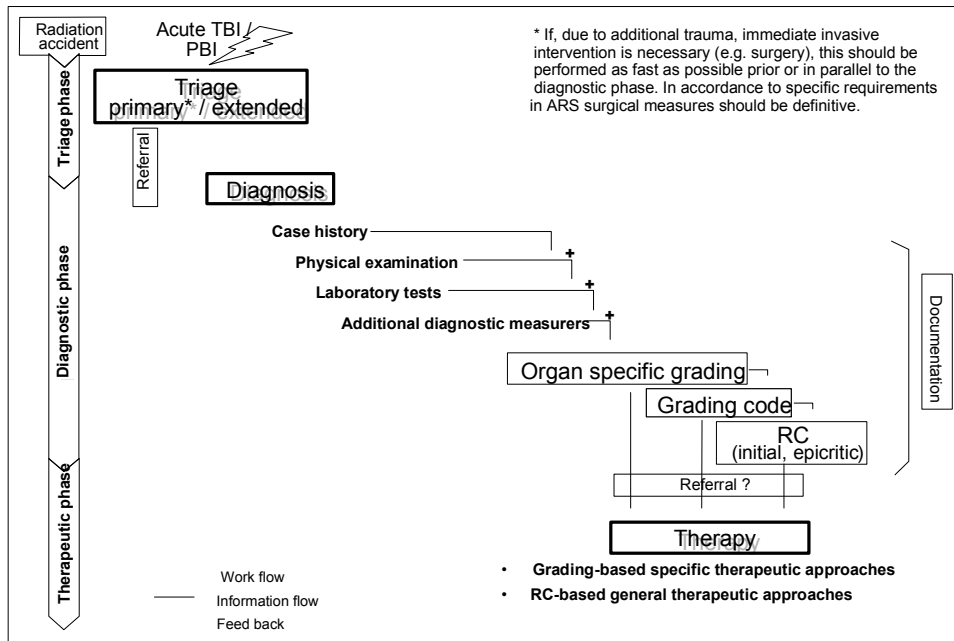 Radiation
accident
Acute TBI /
PBI
* If, due to additional trauma, immediate invasive
intervention is necessary (e.g. surgery), this should be
performed as fast as possible prior or in parallel to the
diagnostic phase. In accordance to specific requirements
in ARS surgical measures should be definitive.
Triage phase
Triage
primary* / extended
Referral
Diagnosis
Diagnostic phase
Case history
+
Physical examination
+
Laboratory tests
+
Additional diagnostic measurers
Documentation
Organ specific grading
Grading code
RC
(initial, epicritic)
Referral ?
Therapeutic phase
Therapy
• Grading-based specific therapeutic approaches
• RC-based general therapeutic approaches
Work flow
Information flow
Feed back